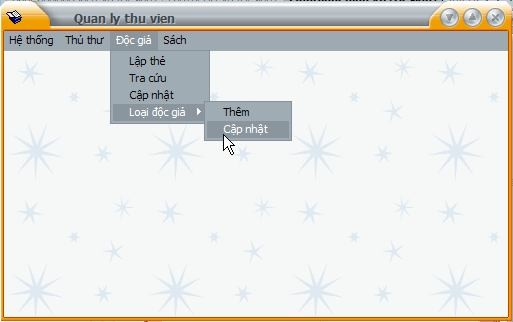 Quan ly thu vien
Hệ thống Thủ thư Độc giả Sách
Lập thẻ
Tra cứu
Cập nhật
Loại độc giả Thêm
Cập nhật